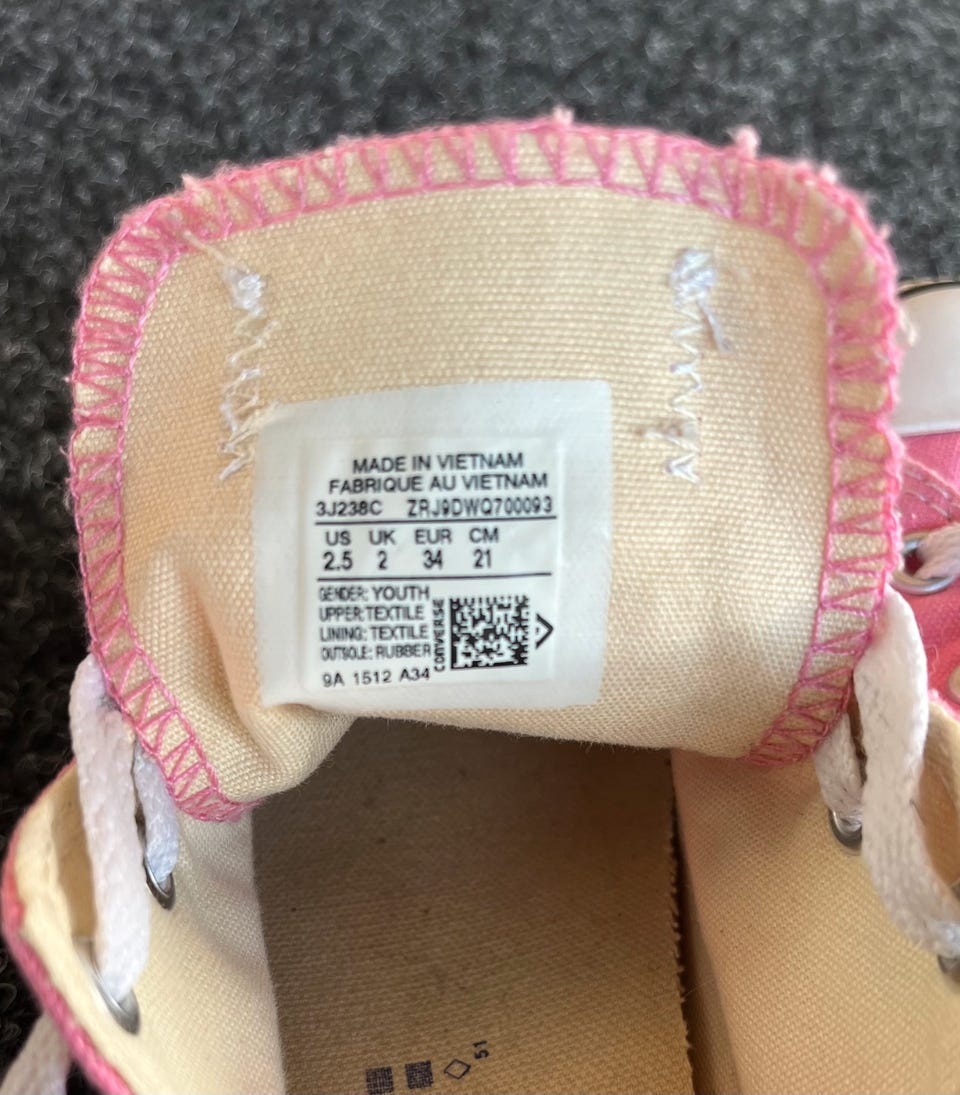 MADE IN VIETNAM
FABRIQUE AU VIETNAM
3J238C ZRJ9DWQ700093
US UK EUR CM
2.5 2 34 21
GENDER: YOUTH
UPPER: TEXTILE
LINING: TEXTILE
OUTSOLE: RUBBER
CONVERSE
9A 1512 A34
51